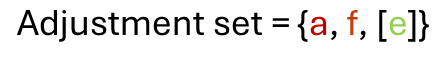 Adjustment set = {a, f, [e]}